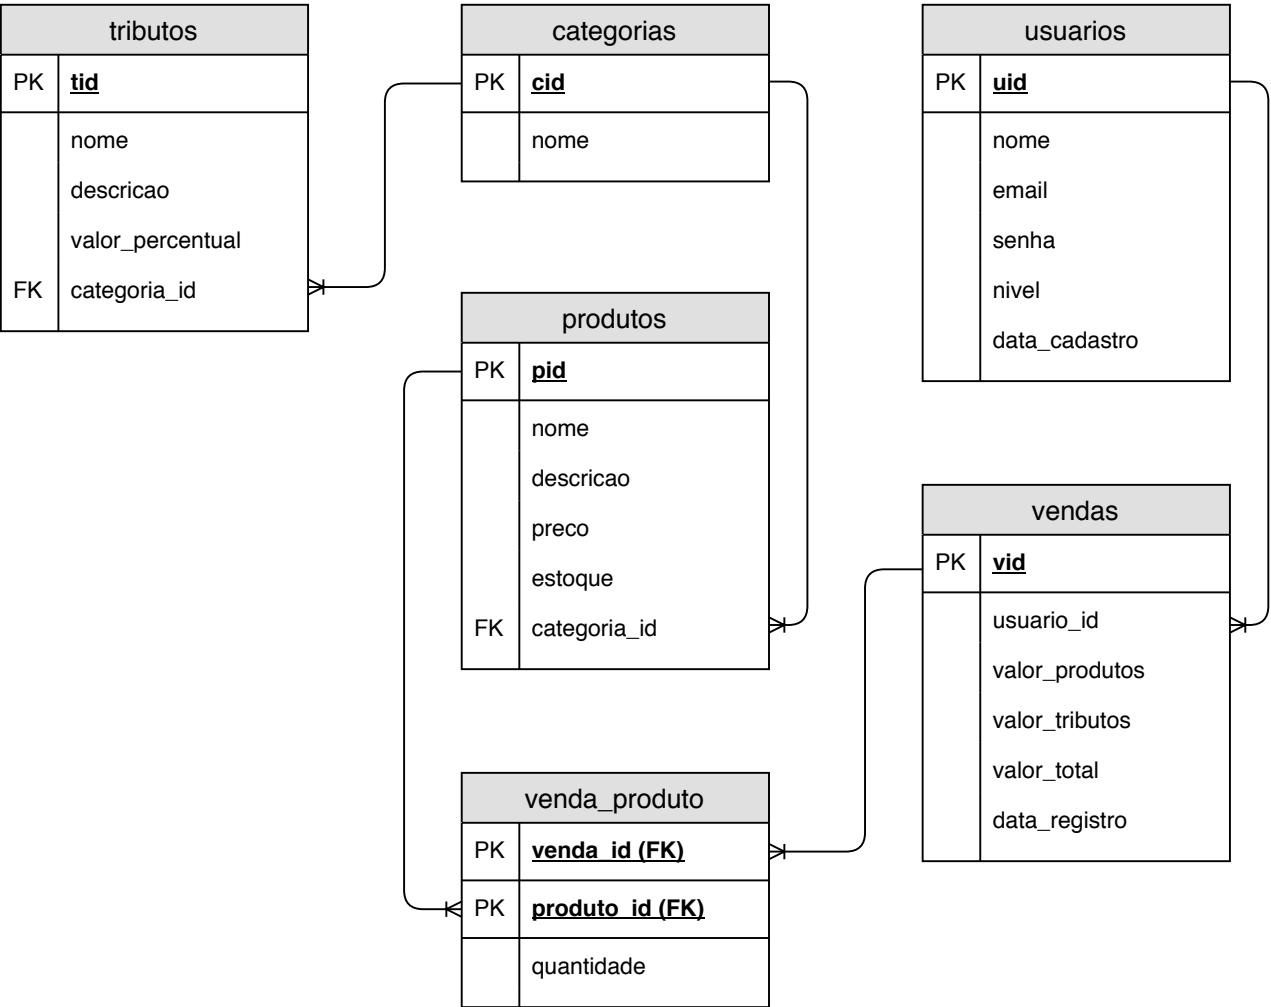 tributos
PK tid
nome
descricao
valor_percentual
FK categoria_id
categorias
PK cid
nome
usuarios
PK uid
nome
email
senha
nivel
data_cadastro
produtos
PK pid
nome
descricao
preco
estoque
FK categoria_id
vendas
PK vid
usuario_id
valor_produtos
valor_tributos
valor_total
data_registro
venda_produto
PK venda_id (FK)
PK produto_id (FK)
quantidade